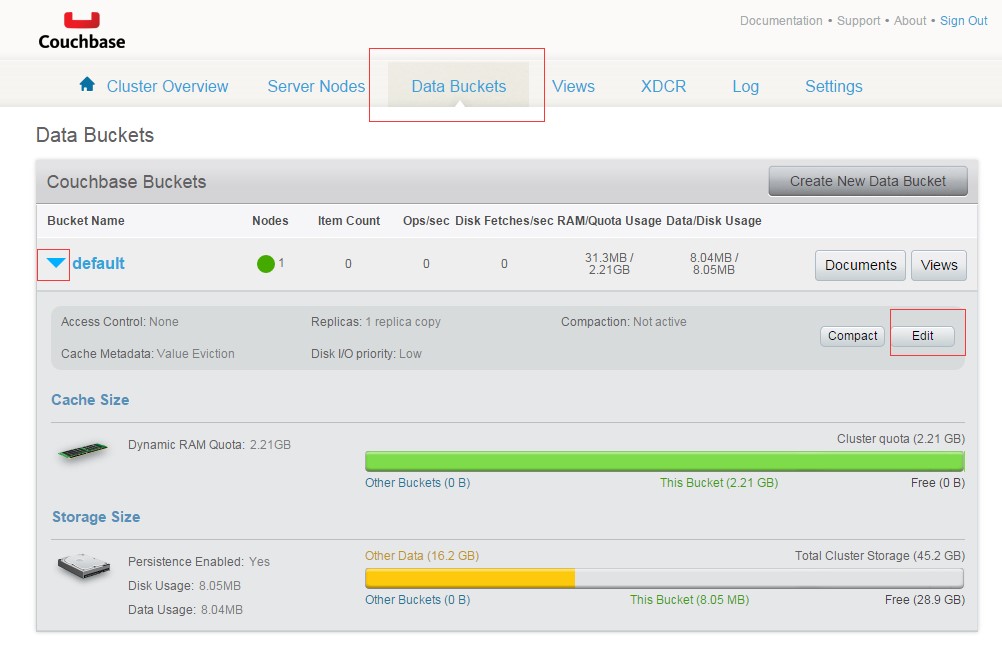 Documentation • Support • About • Sign Out
Couchbase
Cluster Overview Server Nodes Data Buckets Views XDCR Log Settings
Data Buckets
Couchbase Buckets Create New Data Bucket
Bucket Name Nodes Item Count Ops/sec Disk Fetches/sec RAM/Quota Usage Data/Disk Usage
default 1 0 0 0 31.3MB / 2.21GB 8.04MB / 8.05MB Documents Views
Access Control: None Replicas: 1 replica copy Compaction: Not active
Compact Edit
Cache Metadata: Value Eviction Disk I/O priority: Low
Cache Size
Cluster quota (2.21 GB)
Dynamic RAM Quota: 2.21GB
Other Buckets (0 B) This Bucket (2.21 GB) Free (0 B)
Storage Size
Other Data (16.2 GB) Total Cluster Storage (45.2 GB)
Persistence Enabled: Yes
Disk Usage: 8.05MB
Other Buckets (0 B) This Bucket (8.05 MB) Free (28.9 GB)
Data Usage: 8.04MB